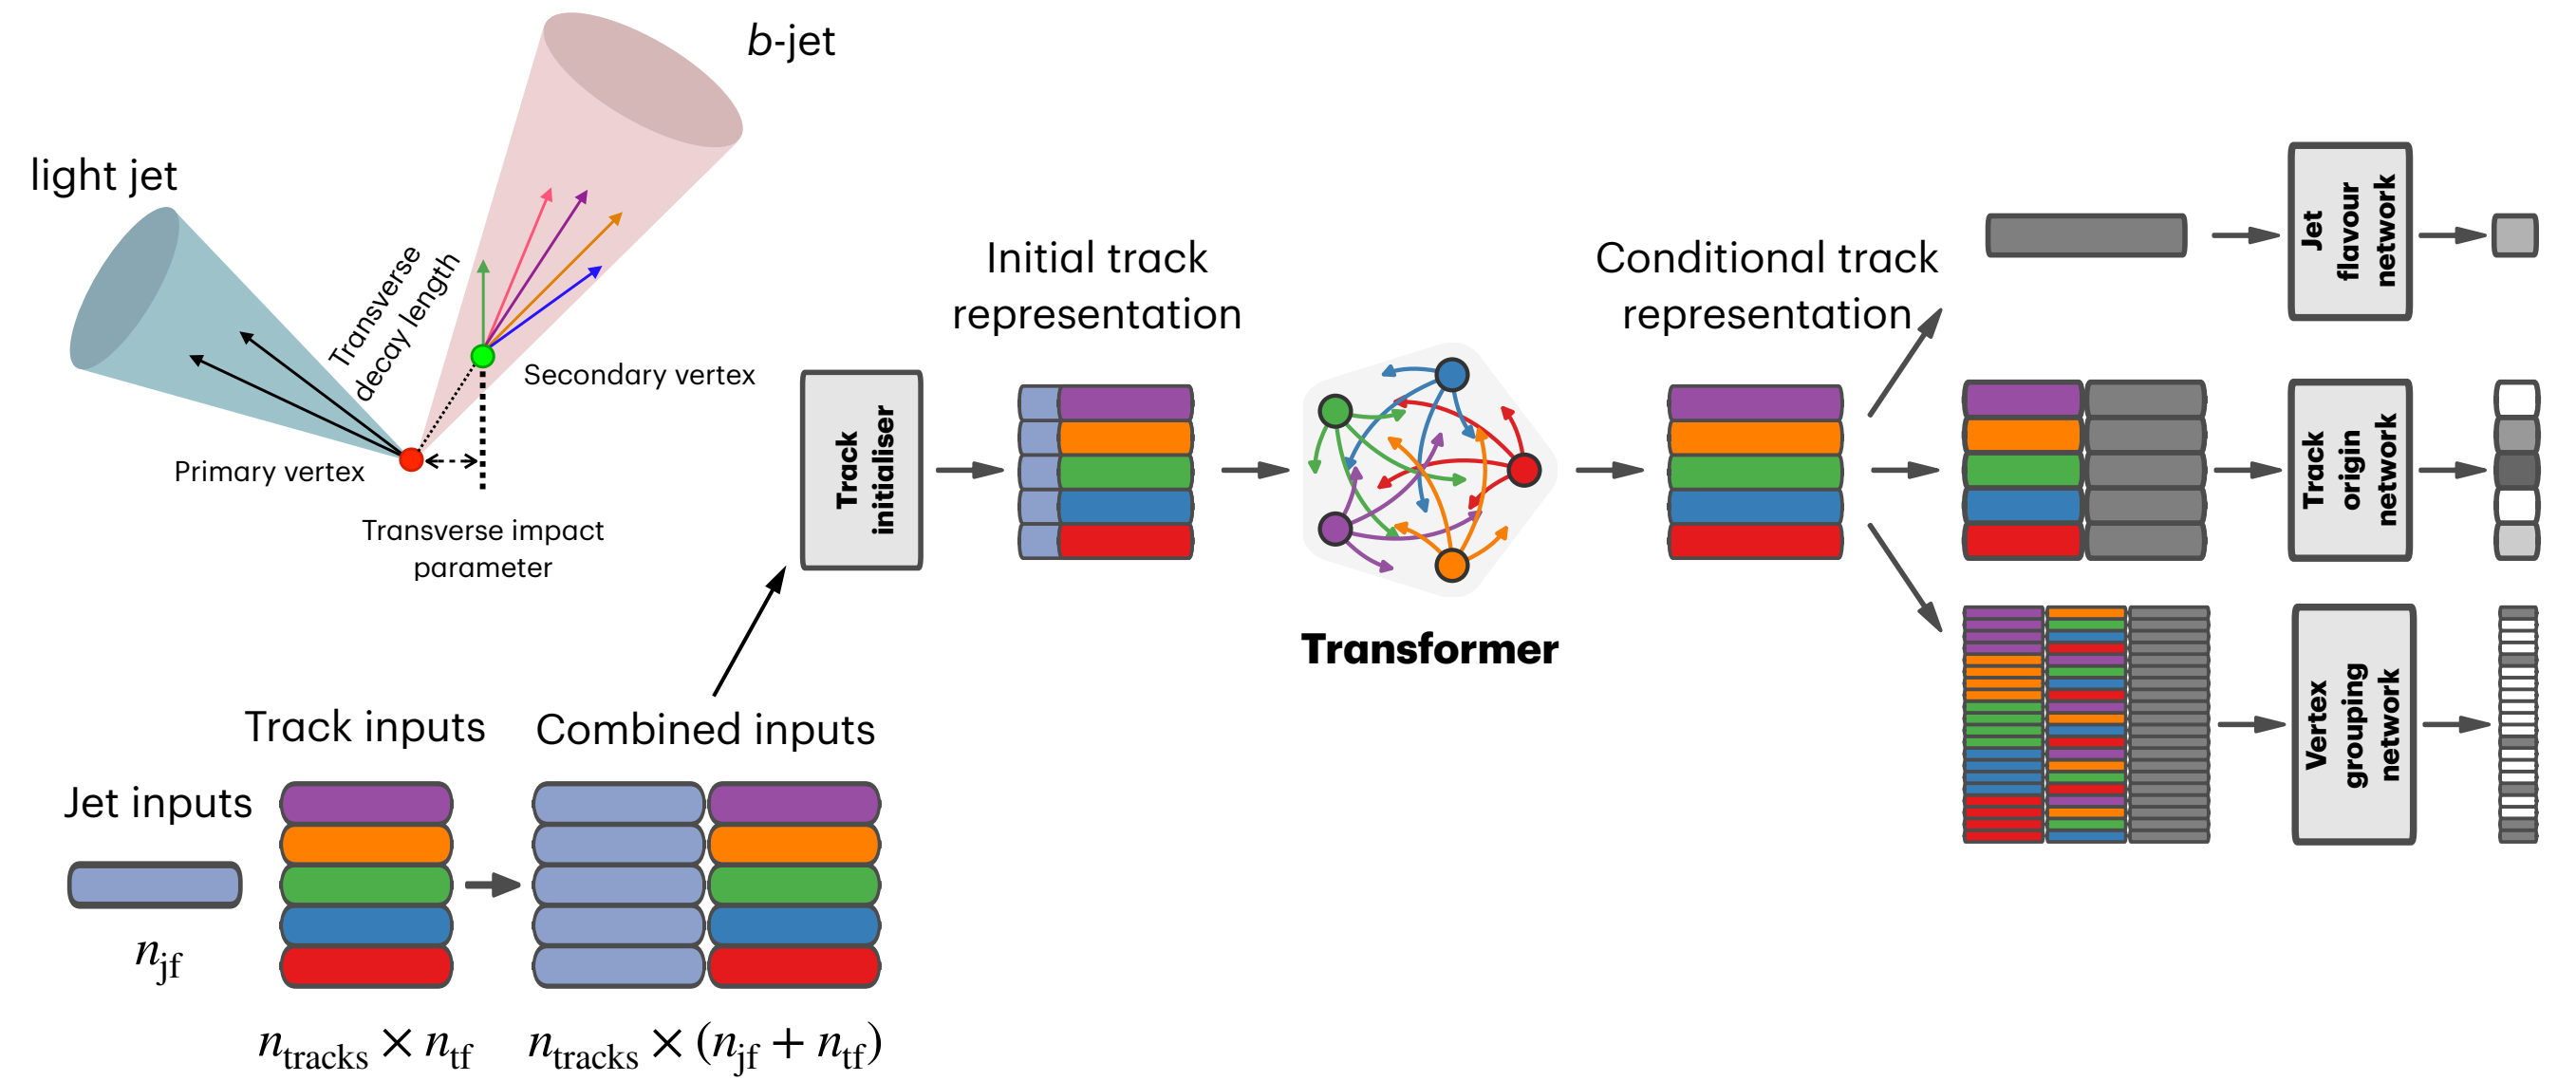 b-jet
light jet
Transverse
decay length
Secondary vertex
Primary vertex
Transverse impact
parameter
Jet inputs
n_jf
Track inputs
n_tracks × n_tf
Combined inputs
n_tracks × (n_jf + n_tf)
Track
initialiser
Initial track
representation
Transformer
Conditional track
representation
Jet
flavour
network
Track
origin
network
Vertex
grouping
network